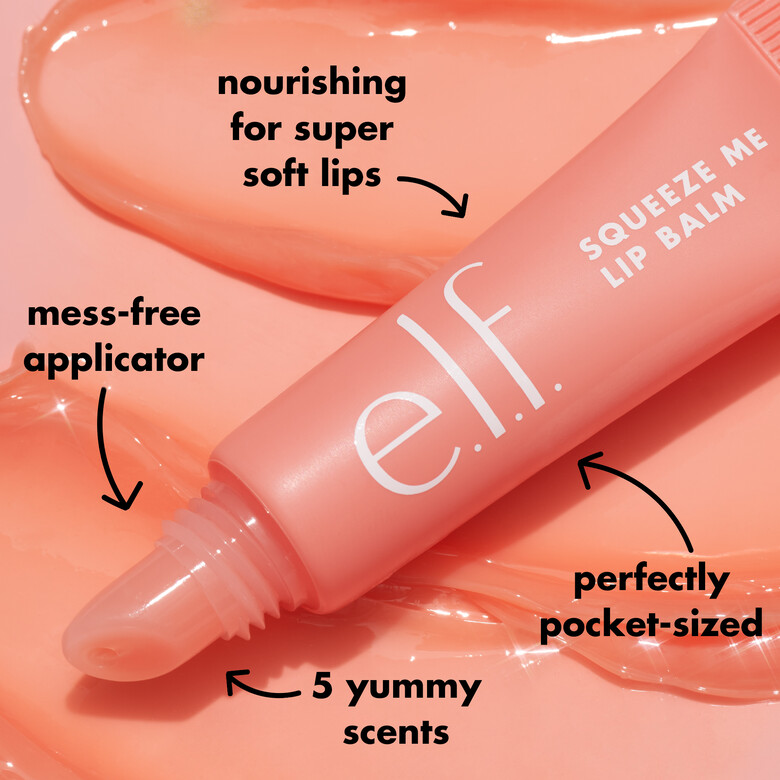 nourishing
for super
soft lips
SQUEEZE ME
LIP BALM
mess-free
applicator
e.l.f.
perfectly
pocket-sized
5 yummy
scents